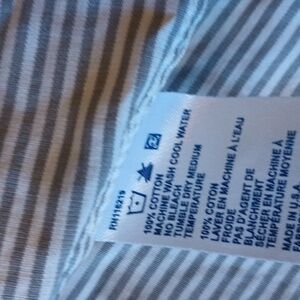 RN116219
100% COTTON
MACHINE WASH COOL WATER
NO BLEACH
TUMBLE DRY MEDIUM
TEMPERATURE
100% COTON
LAVER EN MACHINE À L'EAU
FROIDE
PAS D'AGENT DE
BLANCHIMENT
SÉCHER EN MACHINE À
TEMPÉRATURE MOYENNE
MADE IN U.S.A.